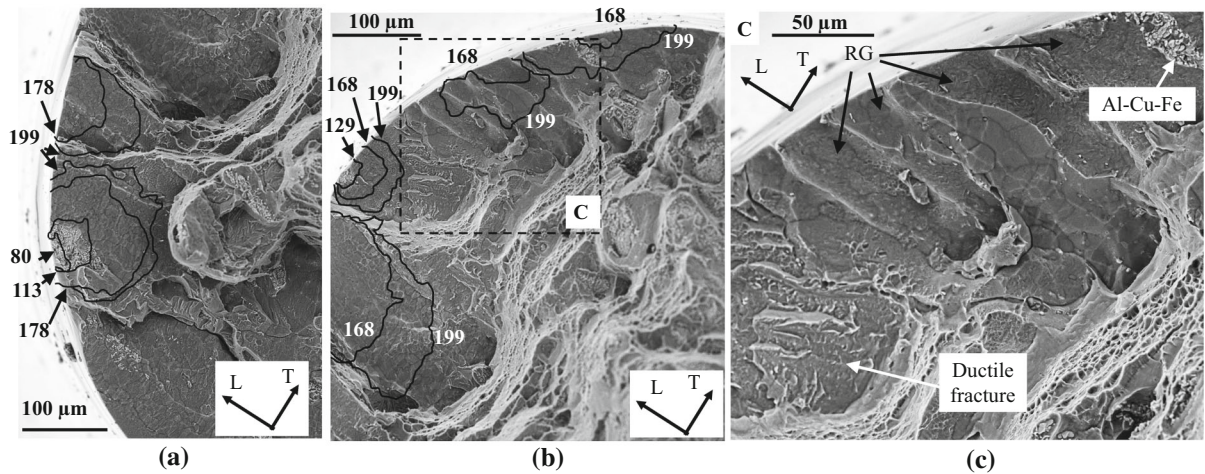 178
199
80
113
178
L
T
100 µm
(a)
100 µm
168
199
168
199
168
129
199
C
168
199
L
T
(b)
C
50 µm
RG
L
T
Al-Cu-Fe
Ductile
fracture
(c)